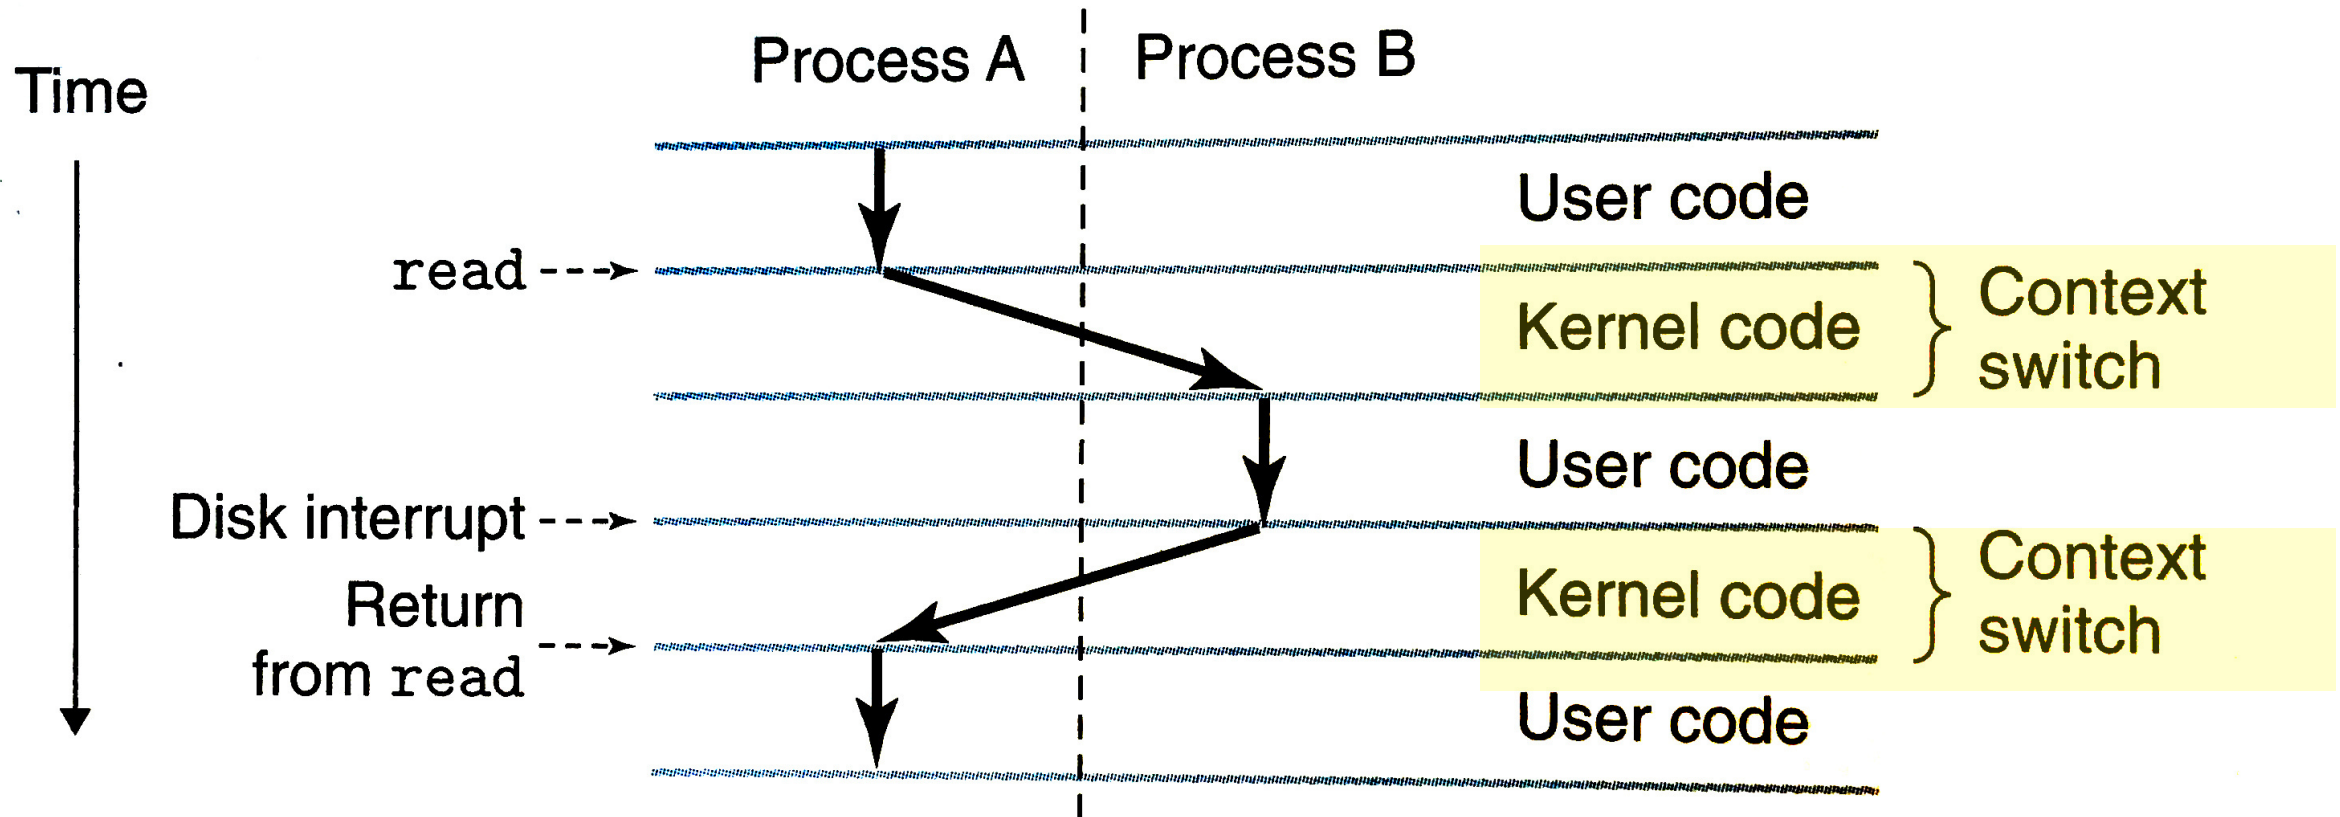 Process A
Process B
Time
User code
read
Kernel code
Context
switch
User code
Disk interrupt
Kernel code
Context
switch
Return
from read
User code